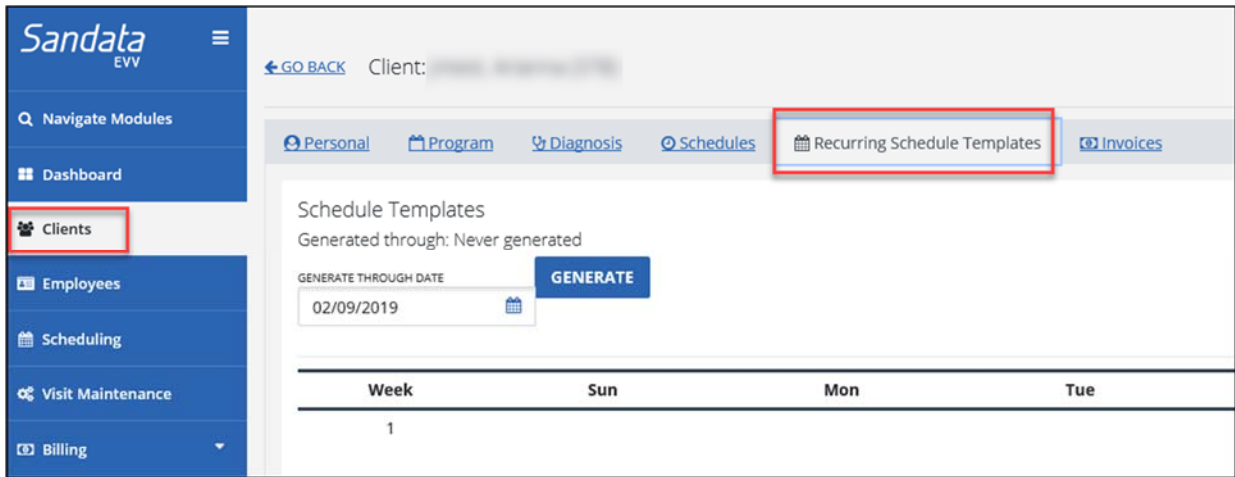 Sandata
EVV
GO BACK Client:
Navigate Modules
Dashboard
Clients
Employees
Scheduling
Visit Maintenance
Billing
Personal Program Diagnosis Schedules Recurring Schedule Templates Invoices
Schedule Templates
Generated through: Never generated
GENERATE THROUGH DATE
GENERATE
02/09/2019
Week Sun Mon Tue
1